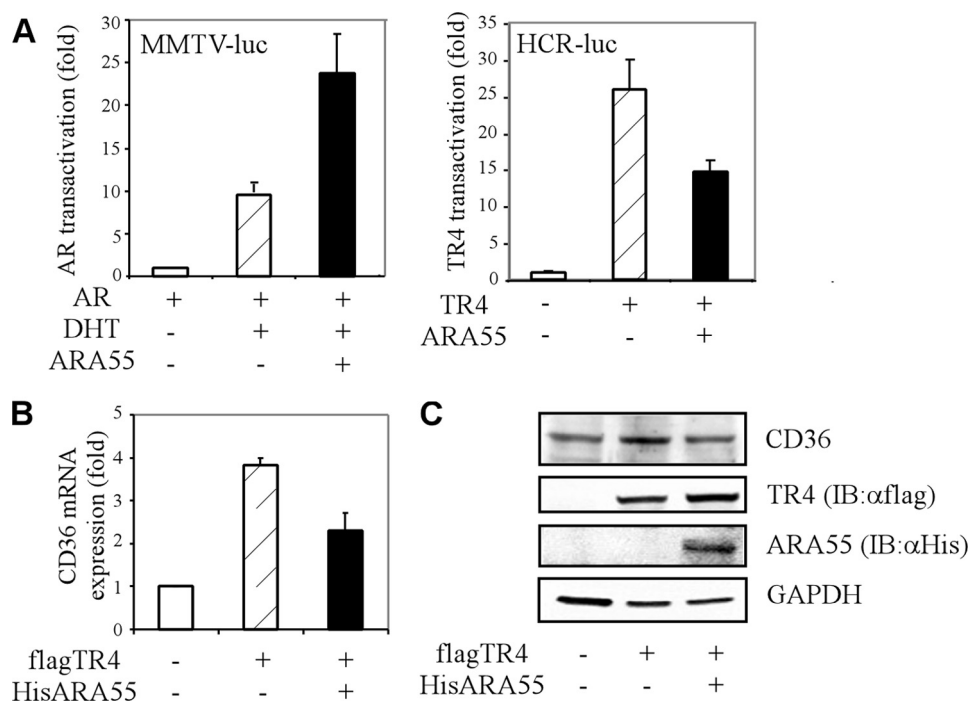 A
MMTV-luc
AR transactivation (fold)
30
25
20
15
10
5
0
AR + + +
DHT - + +
ARA55 - - +
HCR-luc
TR4 transactivation (fold)
35
30
25
20
15
10
5
0
TR4 - + +
ARA55 - - +
B
CD36 mRNA
expression (fold)
5
4
3
2
1
0
flagTR4 - + +
HisARA55 - - +
C
CD36
TR4 (IB:αflag)
ARA55 (IB:αHis)
GAPDH
flagTR4 - + +
HisARA55 - - +